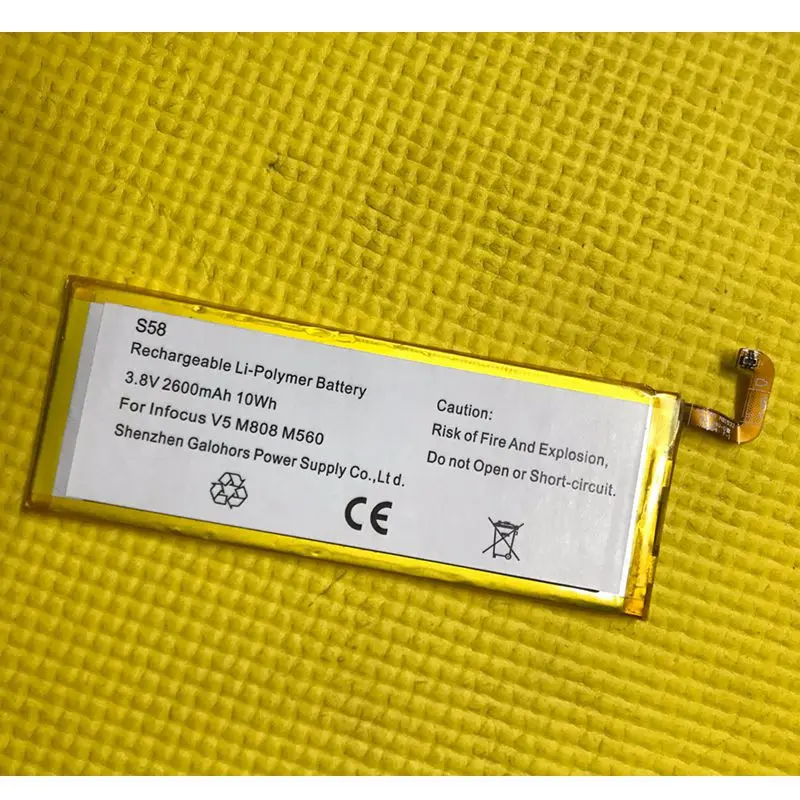 S58
Rechargeable Li-Polymer Battery
3.8V 2600mAh 10Wh
For Infocus V5 M808 M560
Shenzhen Galohors Power Supply Co.,Ltd.
CE
Caution:
Risk of Fire And Explosion,
Do not Open or Short-circuit.